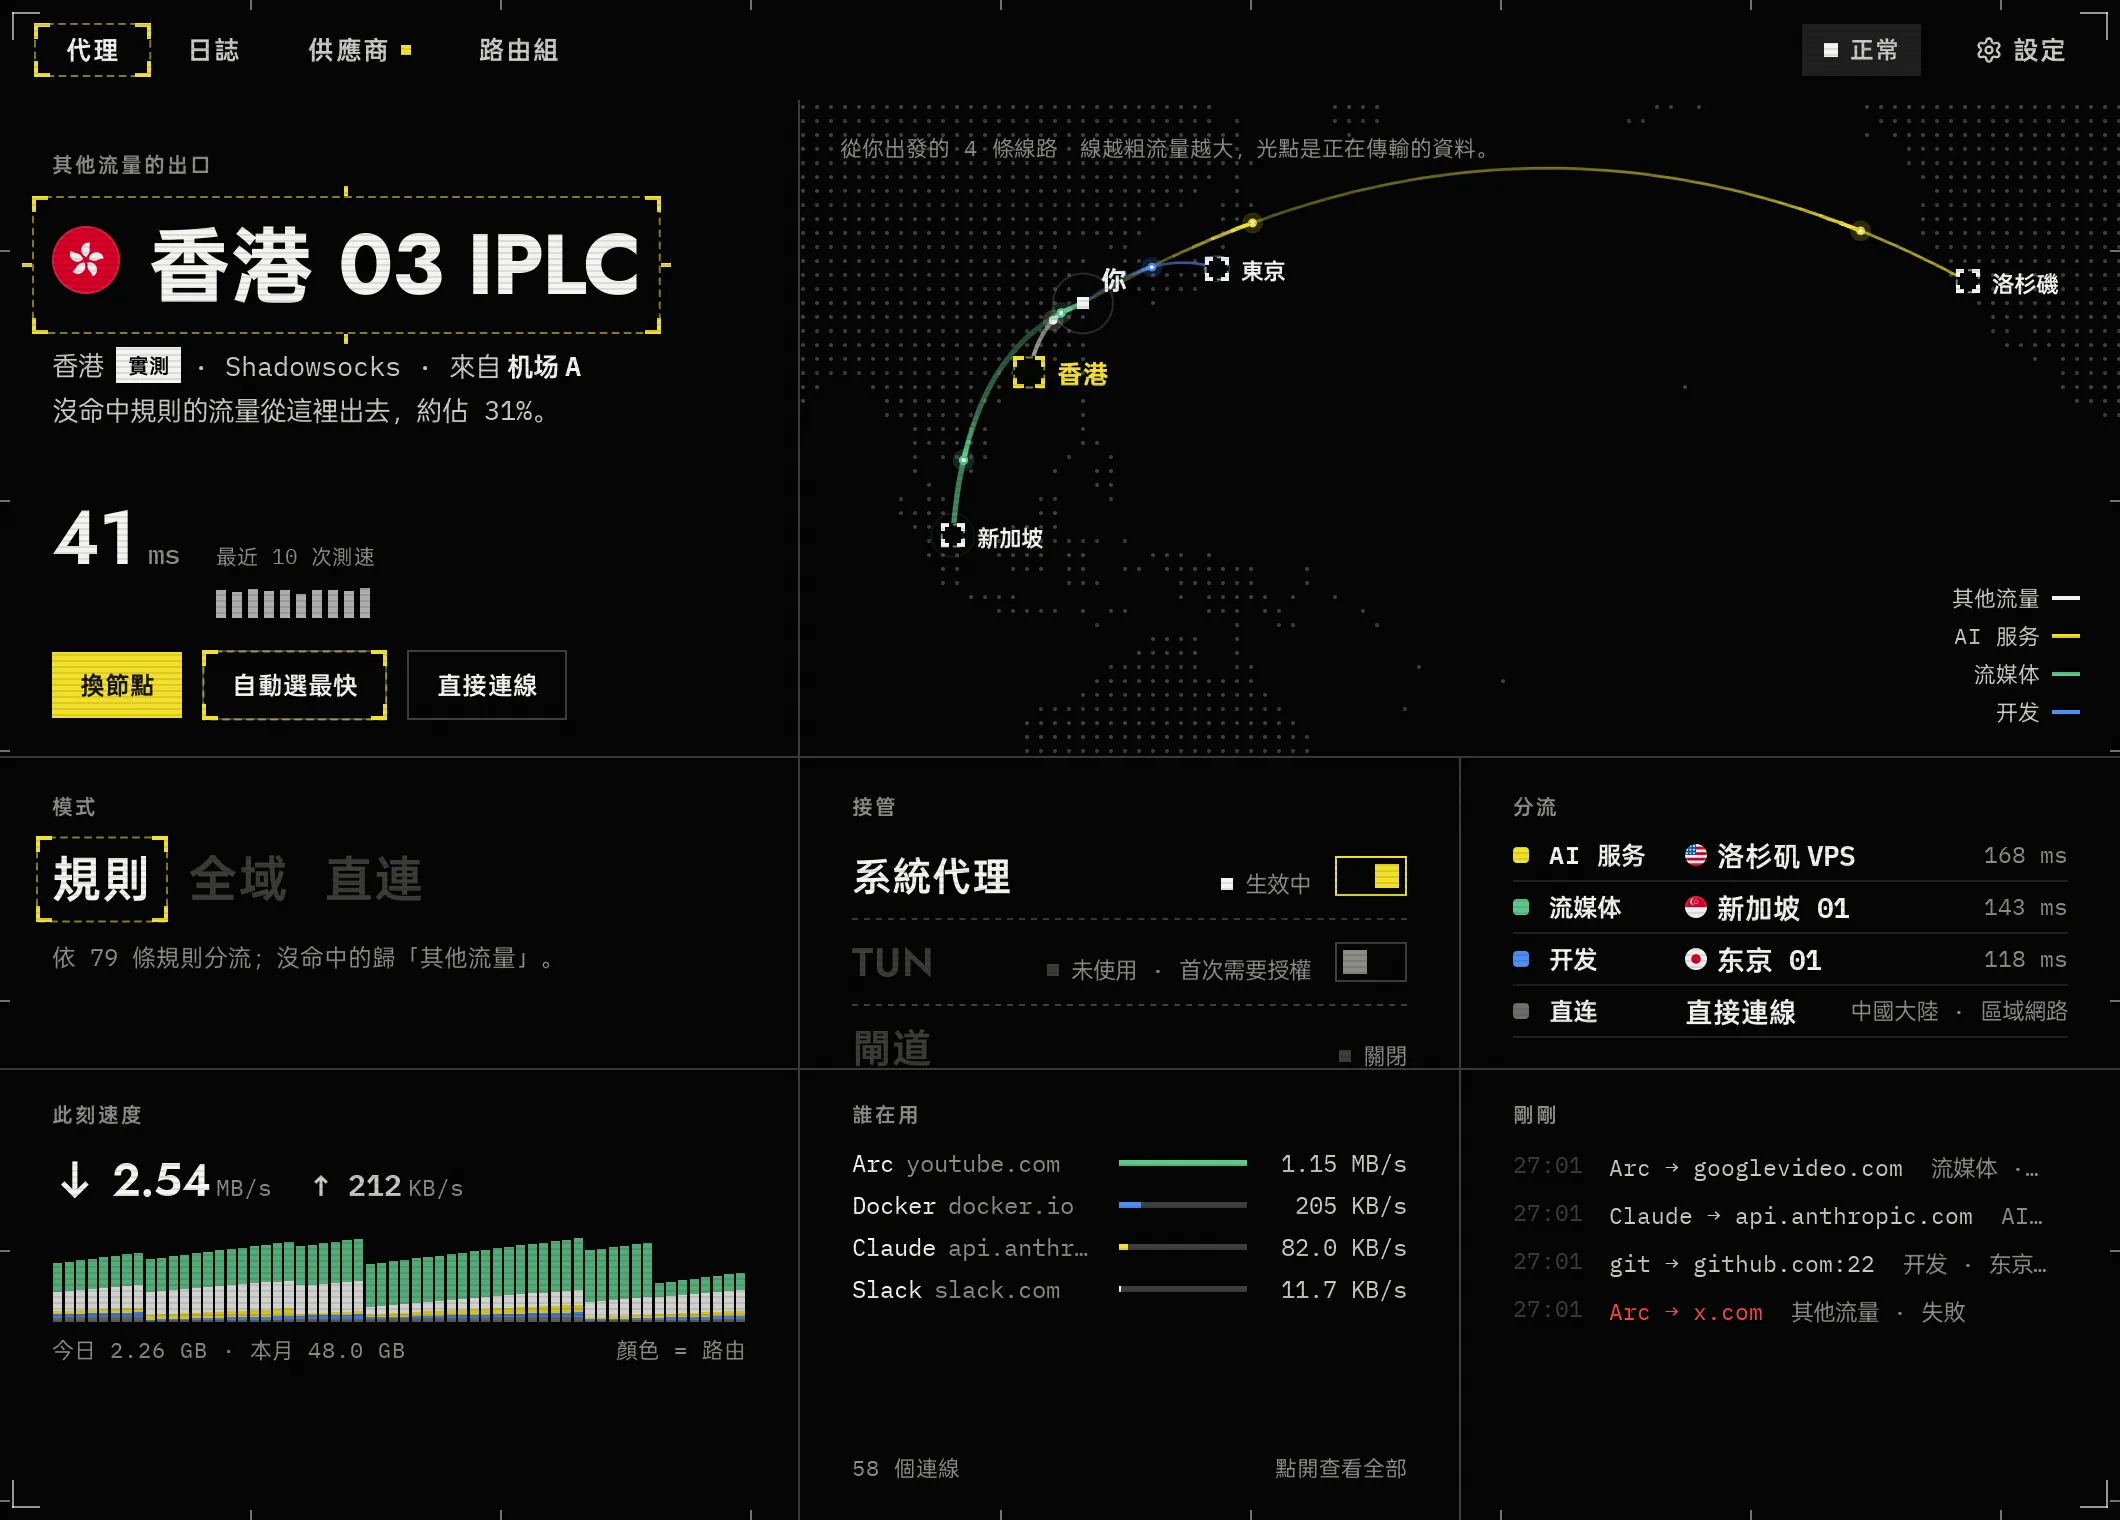 代理 日誌 供應商 路由組 正常 設定
其他流量的出口
香港 03 IPLC
香港 實測 · Shadowsocks · 來自 机场 A
沒命中規則的流量從這裡出去，約佔 31%。
41 ms 最近 10 次測速
換節點 自動選最快 直接連線
從你出發的 4 條線路 線越粗流量越大，光點是正在傳輸的資料。
你
東京
洛杉磯
香港
新加坡
其他流量
AI 服务
流媒体
开发
模式
規則 全域 直連
依 79 條規則分流；沒命中的歸「其他流量」。
接管
系統代理 生效中
TUN 未使用 · 首次需要授權
閘道 關閉
分流
AI 服务 洛杉矶 VPS 168 ms
流媒体 新加坡 01 143 ms
开发 东京 01 118 ms
直连 直接連線 中國大陸 · 區域網路
此刻速度
↓ 2.54 MB/s ↑ 212 KB/s
今日 2.26 GB · 本月 48.0 GB 顏色 = 路由
誰在用
Arc youtube.com 1.15 MB/s
Docker docker.io 205 KB/s
Claude api.anthr… 82.0 KB/s
Slack slack.com 11.7 KB/s
58 個連線 點開查看全部
剛剛
27:01 Arc → googlevideo.com 流媒体 ·…
27:01 Claude → api.anthropic.com AI…
27:01 git → github.com:22 开发 · 东京…
27:01 Arc → x.com 其他流量 · 失敗